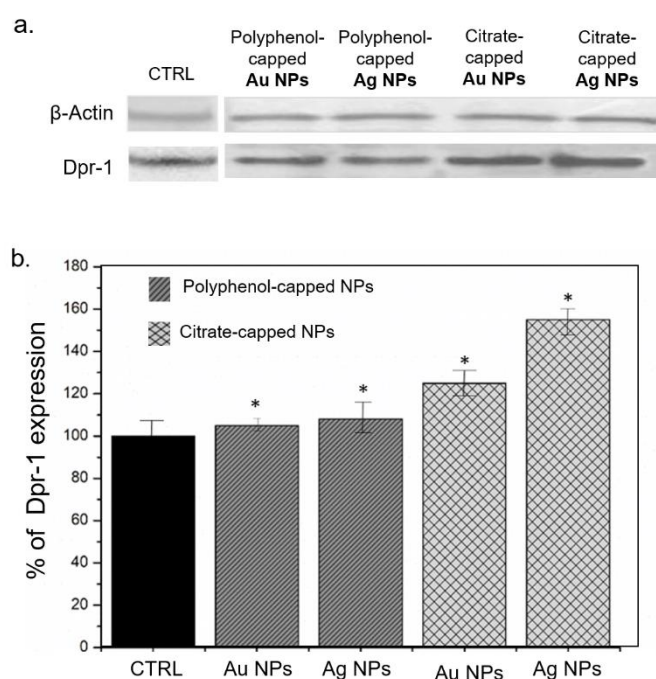 a.
CTRL
Polyphenol-
capped
Au NPs
Polyphenol-
capped
Ag NPs
Citrate-
capped
Au NPs
Citrate-
capped
Ag NPs
β-Actin
Dpr-1
b.
% of Dpr-1 expression
180
160
140
120
100
80
60
40
20
0
Polyphenol-capped NPs
Citrate-capped NPs
*
*
*
*
CTRL
Au NPs
Ag NPs
Au NPs
Ag NPs